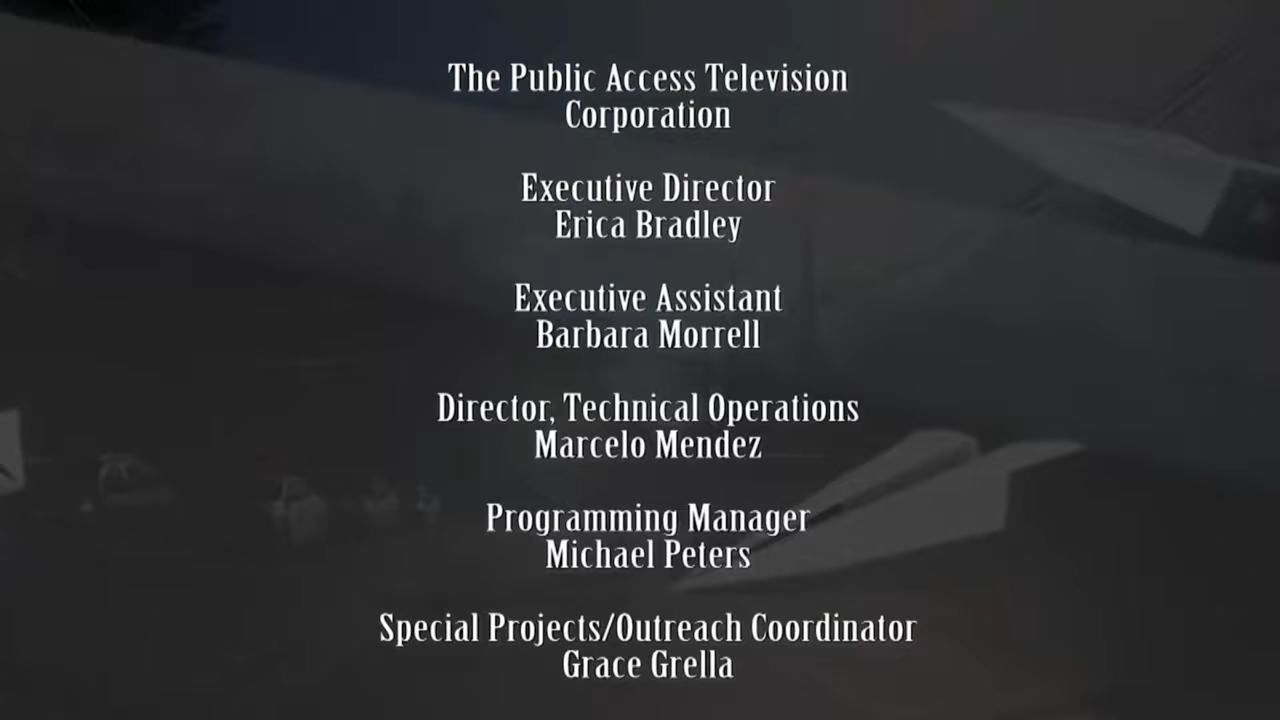 The Public Access Television
Corporation
Executive Director
Erica Bradley
Executive Assistant
Barbara Morrell
Director, Technical Operations
Marcelo Mendez
Programming Manager
Michael Peters
Special Projects/Outreach Coordinator
Grace Grella